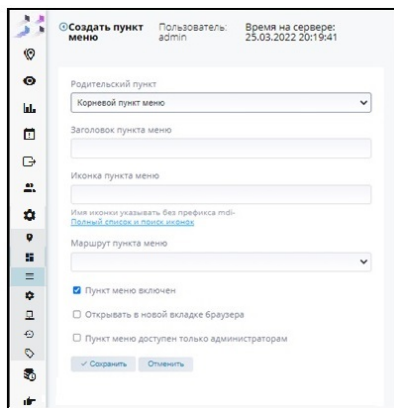 Создать пункт меню
Пользователь: admin
Время на сервере: 25.03.2022 20:19:41
Родительский пункт
Корневой пункт меню
Заголовок пункта меню
Иконка пункта меню
Имя иконки указывать без префикса mdi-
Полный список и поиск иконок
Маршрут пункта меню
Пункт меню включен
Открывать в новой вкладке браузера
Пункт меню доступен только администраторам
✓ Сохранить Отменить